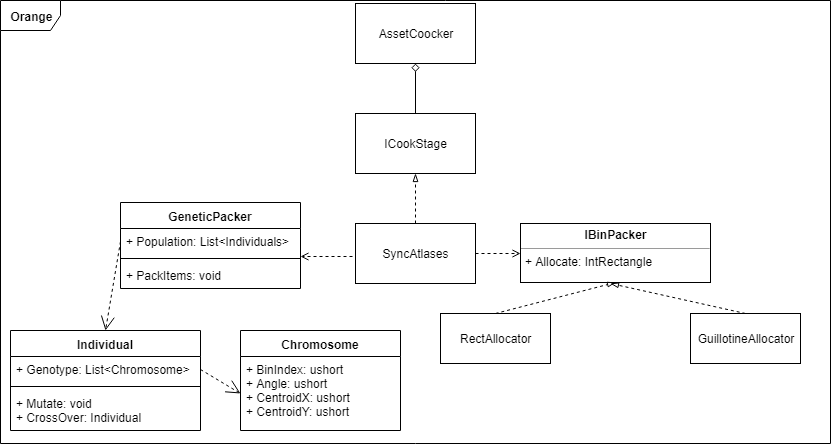 Orange
AssetCoocker
ICookStage
GeneticPacker
+ Population: List<Individuals>
+ PackItems: void
SyncAtlases
IBinPacker
+ Allocate: IntRectangle
RectAllocator
GuillotineAllocator
Individual
+ Genotype: List<Chromosome>
+ Mutate: void
+ CrossOver: Individual
Chromosome
+ BinIndex: ushort
+ Angle: ushort
+ CentroidX: ushort
+ CentroidY: ushort